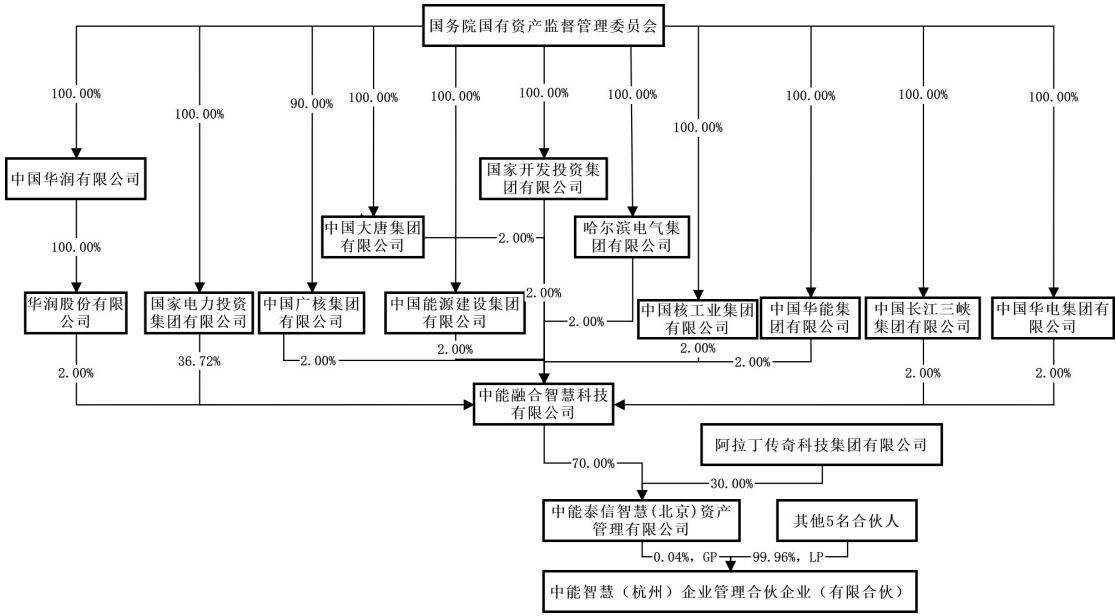 国务院国有资产监督管理委员会
100.00%
100.00%
90.00%
100.00%
100.00%
100.00%
100.00%
100.00%
100.00%
100.00%
100.00%
中国华润有限公司
国家开发投资集
团有限公司
中国大唐集团
有限公司
2.00%
哈尔滨电气集
团有限公司
100.00%
2.00%
华润股份有限公
公司
国家电力投资
集团有限公司
中国广核集团
有限公司
中国能源建设集团
有限公司
2.00%
中国核工业集团
有限公司
中国华能集
团有限公司
中国长江三峡
集团有限公司
中国华电集团有
限公司
2.00%
36.72%
2.00%
2.00%
2.00%
2.00%
2.00%
2.00%
中能融合智慧科技
有限公司
阿拉丁传奇科技集团有限公司
70.00%
30.00%
中能泰信智慧(北京)资产
管理有限公司
其他5名合伙人
0.04%，GP
99.96%，LP
中能智慧（杭州）企业管理合伙企业（有限合伙）